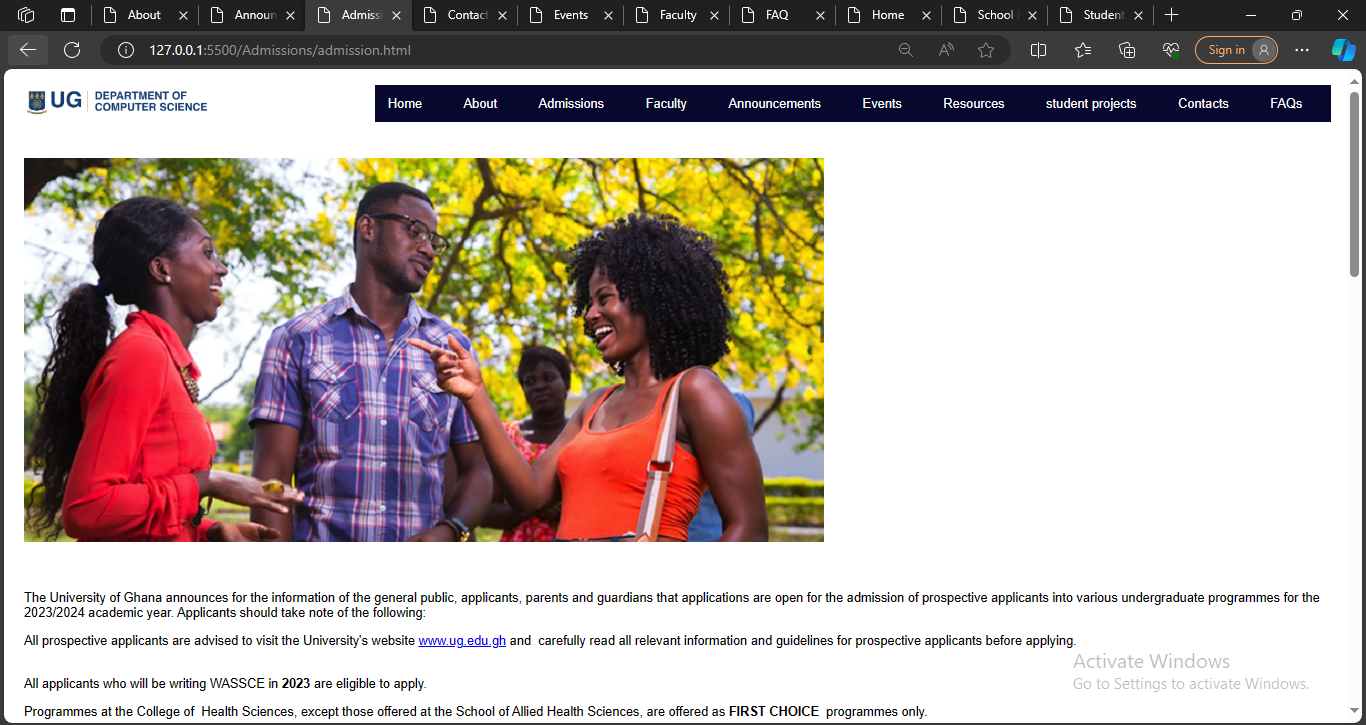 About
Announ
Admissi
Contact
Events
Faculty
FAQ
Home
School
Student
127.0.0.1:5500/Admissions/admission.html
Sign in
UG DEPARTMENT OF
COMPUTER SCIENCE
Home About Admissions Faculty Announcements Events Resources student projects Contacts FAQs
The University of Ghana announces for the information of the general public, applicants, parents and guardians that applications are open for the admission of prospective applicants into various undergraduate programmes for the
2023/2024 academic year. Applicants should take note of the following:
All prospective applicants are advised to visit the University's website www.ug.edu.gh and carefully read all relevant information and guidelines for prospective applicants before applying.
Activate Windows
Go to Settings to activate Windows.
All applicants who will be writing WASSCE in 2023 are eligible to apply.
Programmes at the College of Health Sciences, except those offered at the School of Allied Health Sciences, are offered as FIRST CHOICE programmes only.